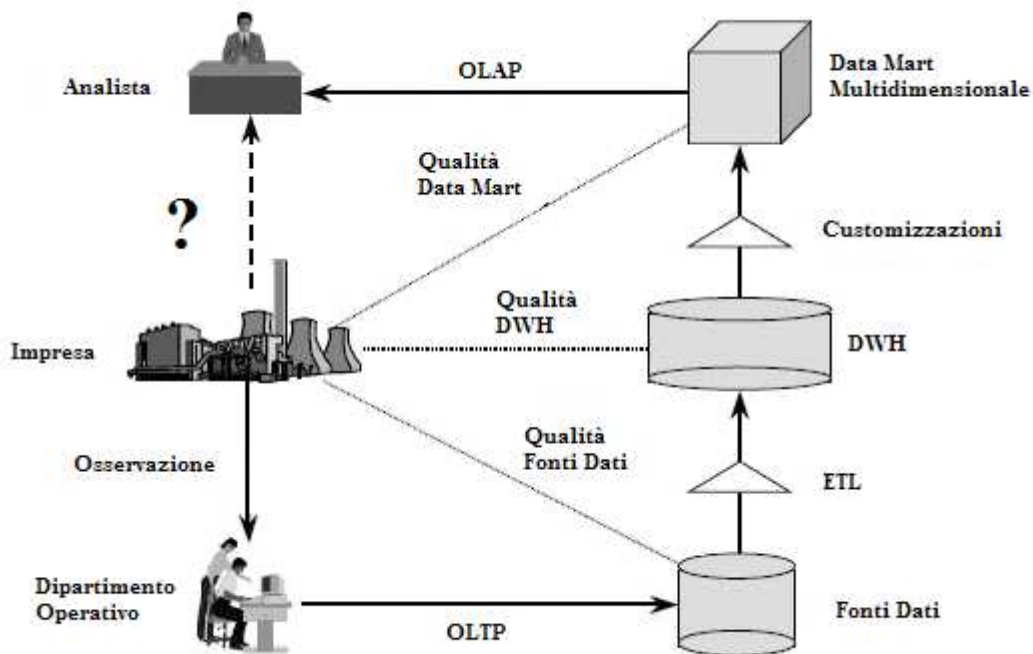 Analista
OLAP
Data Mart
Multidimensionale
Qualità
Data Mart
?
Customizzazioni
Qualità
DWH
Impresa
DWH
Osservazione
Qualità
Fonti Dati
ETL
Dipartimento
Operativo
OLTP
Fonti Dati